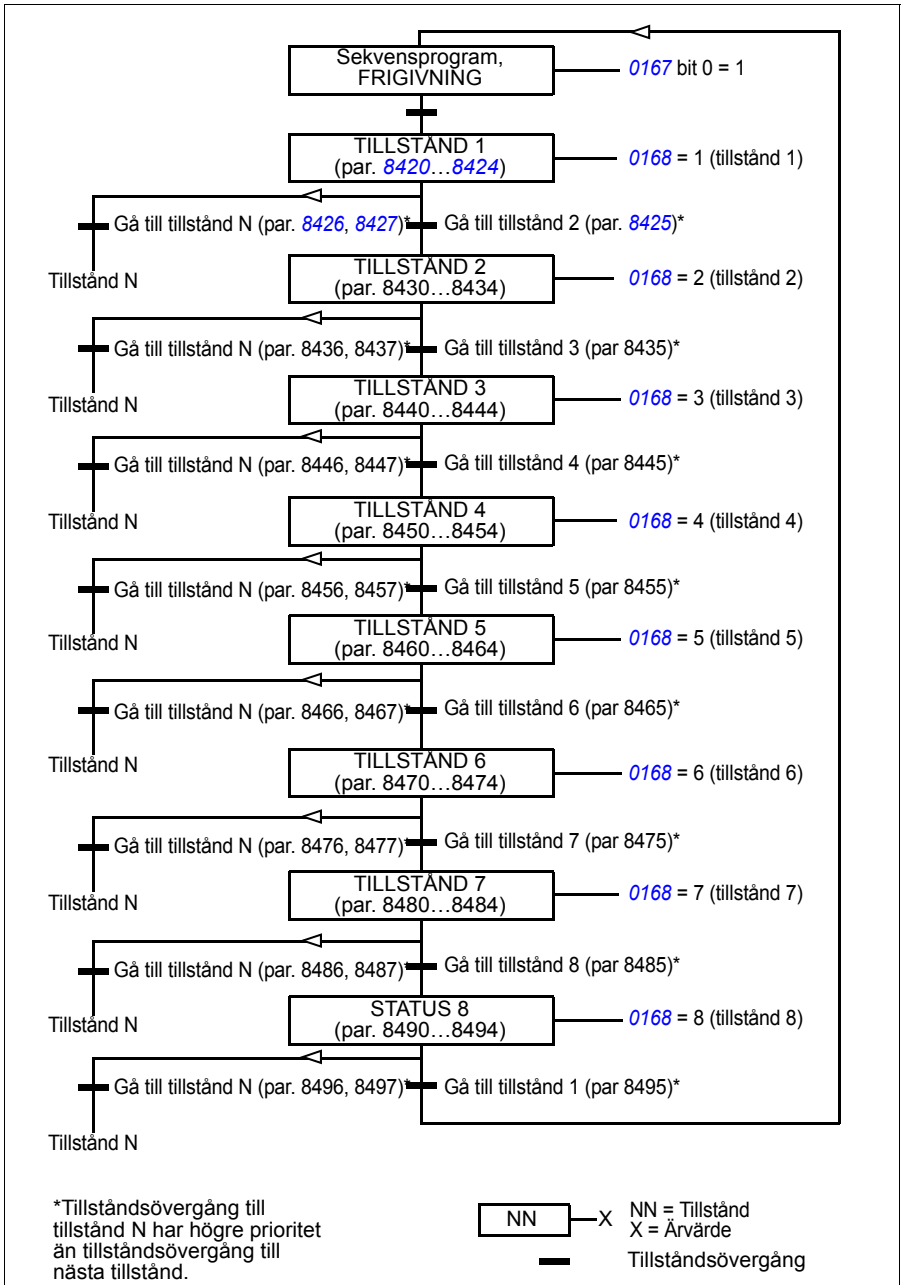 Sekvensprogram,
FRIGIVNING
0167 bit 0 = 1
TILLSTÅND 1
(par. 8420…8424)
0168 = 1 (tillstånd 1)
Gå till tillstånd N (par. 8426, 8427)*
Gå till tillstånd 2 (par. 8425)*
Tillstånd N
TILLSTÅND 2
(par. 8430…8434)
0168 = 2 (tillstånd 2)
Gå till tillstånd N (par. 8436, 8437)*
Gå till tillstånd 3 (par 8435)*
Tillstånd N
TILLSTÅND 3
(par. 8440…8444)
0168 = 3 (tillstånd 3)
Gå till tillstånd N (par. 8446, 8447)*
Gå till tillstånd 4 (par 8445)*
Tillstånd N
TILLSTÅND 4
(par. 8450…8454)
0168 = 4 (tillstånd 4)
Gå till tillstånd N (par. 8456, 8457)*
Gå till tillstånd 5 (par 8455)*
Tillstånd N
TILLSTÅND 5
(par. 8460…8464)
0168 = 5 (tillstånd 5)
Gå till tillstånd N (par. 8466, 8467)*
Gå till tillstånd 6 (par 8465)*
Tillstånd N
TILLSTÅND 6
(par. 8470…8474)
0168 = 6 (tillstånd 6)
Gå till tillstånd N (par. 8476, 8477)*
Gå till tillstånd 7 (par 8475)*
Tillstånd N
TILLSTÅND 7
(par. 8480…8484)
0168 = 7 (tillstånd 7)
Gå till tillstånd N (par. 8486, 8487)*
Gå till tillstånd 8 (par 8485)*
Tillstånd N
STATUS 8
(par. 8490…8494)
0168 = 8 (tillstånd 8)
Gå till tillstånd N (par. 8496, 8497)*
Gå till tillstånd 1 (par 8495)*
Tillstånd N
*Tillståndsövergång till
tillstånd N har högre prioritet
än tillståndsövergång till
nästa tillstånd.
NN
X
NN = Tillstånd
X = Ärvärde
Tillståndsövergång